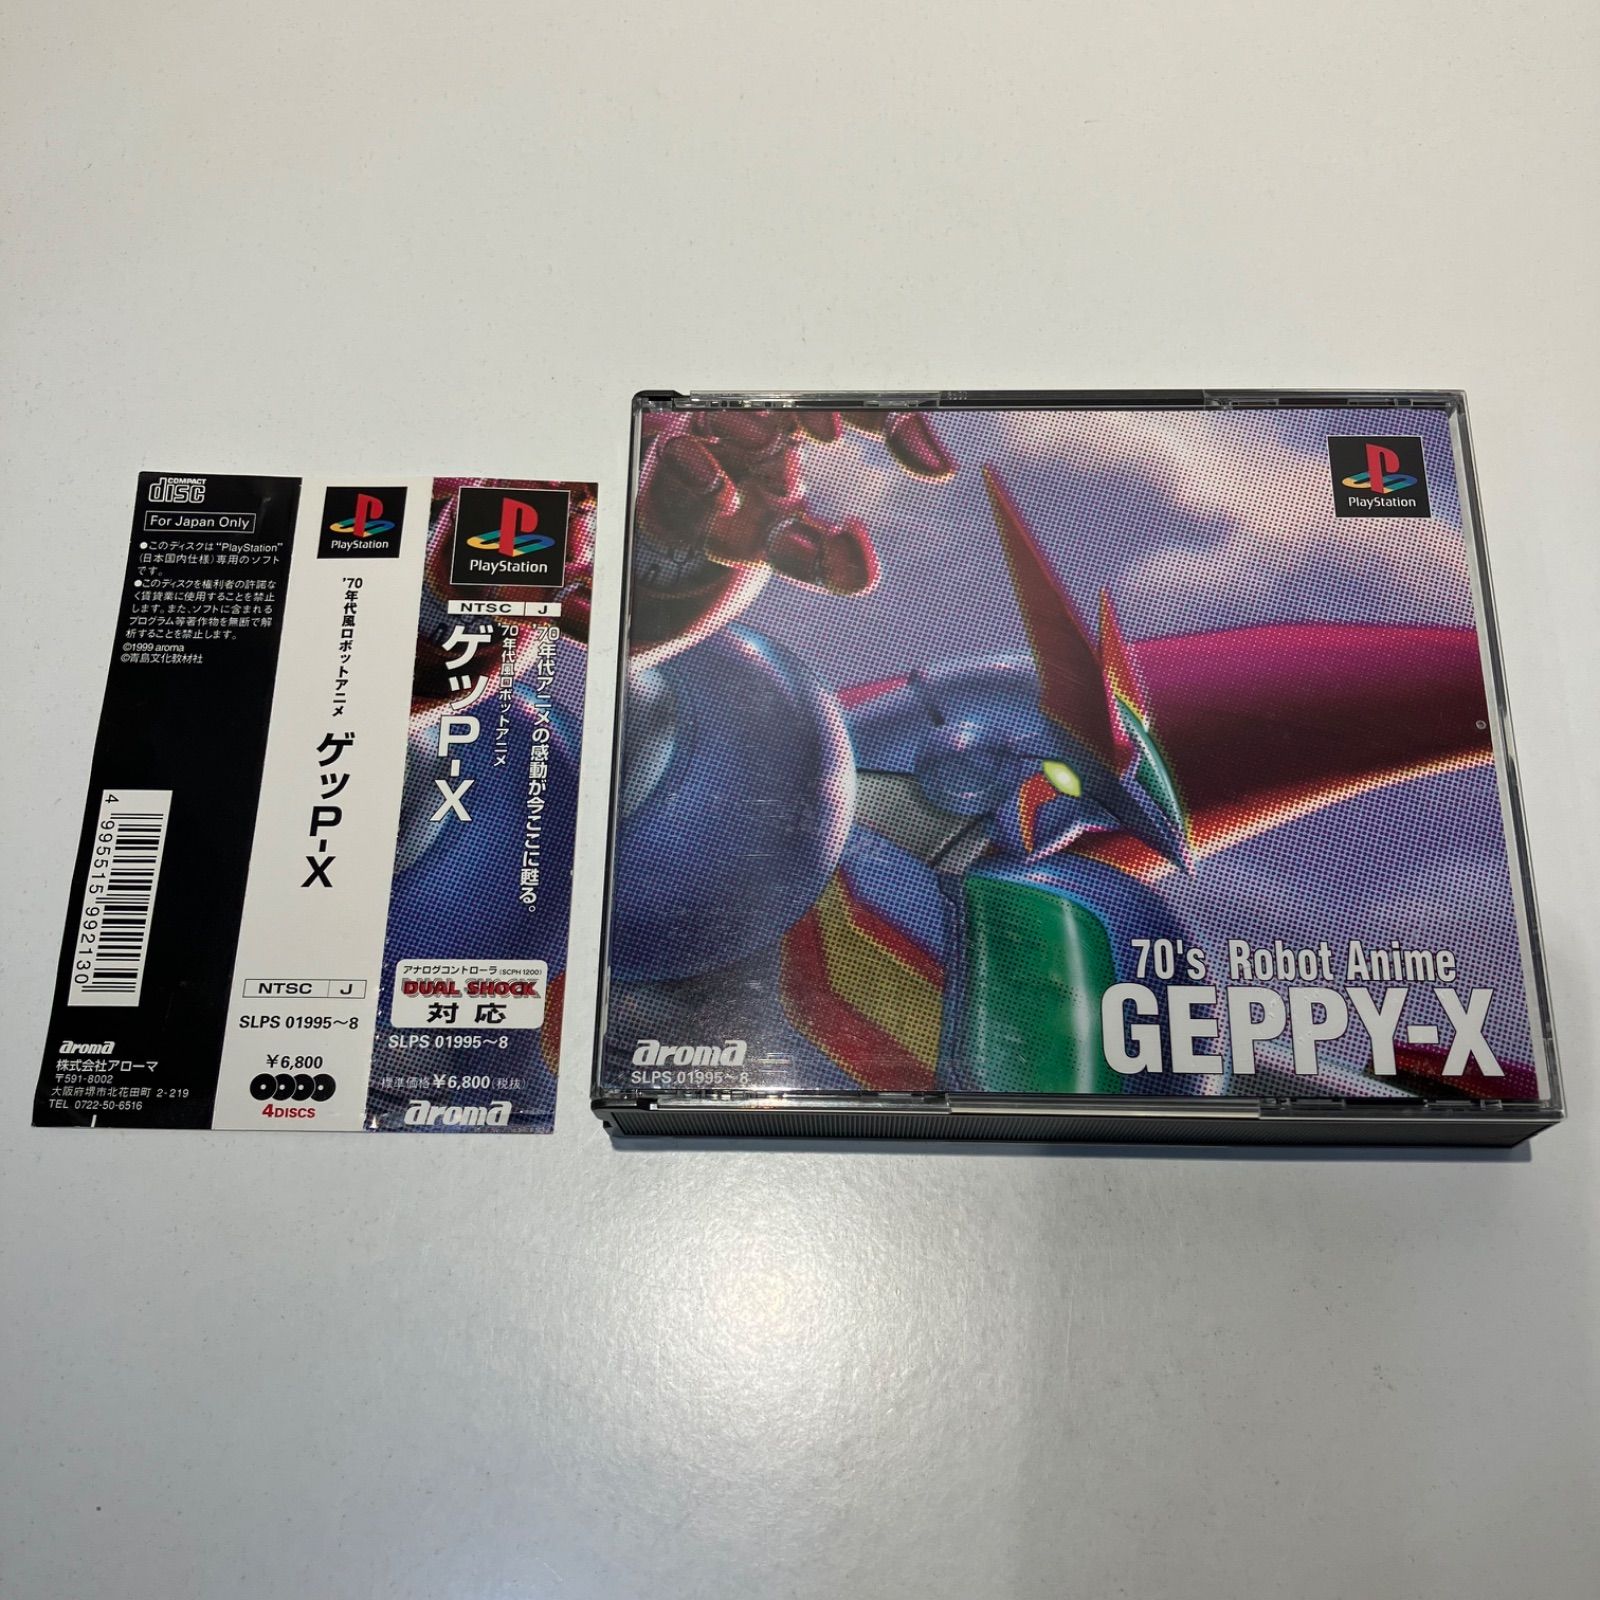 COMPACT
disc
For Japan Only
●このディスクは“PlayStation”
(日本国内仕様)専用のソフト
です。
●このディスクを権利者の許諾な
く賃貸業に使用することを禁止
します。また、ソフトに含まれる
プログラム等著作物を無断で解
析することを禁止します。
©1999 aroma
©青島文化教材社
4 995515 992130
aroma
株式会社アローマ
〒591-8002
大阪府堺市北花田町 2-219
TEL 0722-50-6516
PlayStation
'70年代風ロボットアニメ
ゲッP-X
NTSC J
SLPS 01995〜8
¥6,800
4DISCS
PlayStation
NTSC J
'70年代アニメの感動が今ここに甦る。
'70年代風ロボットアニメ
ゲッP-X
アナログコントローラ(SCPH 1200)
DUAL SHOCK
対応
SLPS 01995〜8
標準価格¥6,800(税抜)
aroma
PlayStation
70's Robot Anime
GEPPY-X
aroma
SLPS 01995〜8